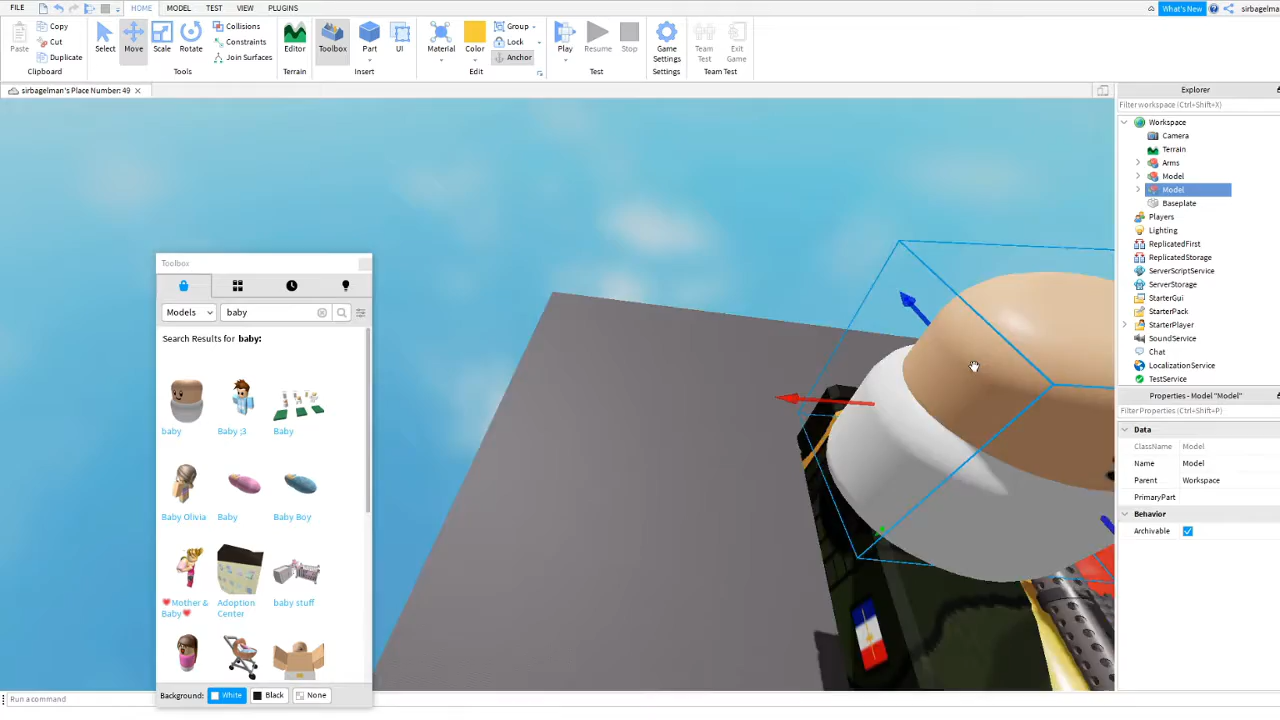 FILE HOME MODEL TEST VIEW PLUGINS What's New sirbagelma
Paste Copy Cut Duplicate Clipboard
Select Move Scale Rotate Collisions Constraints Join Surfaces Tools
Editor Terrain
Toolbox Part UI Insert
Material Color Group Lock Anchor Edit
Play Resume Stop Test
Game Settings Settings
Team Test Exit Game Team Test
sirbagelman's Place Number: 49
Explorer
Filter workspace (Ctrl+Shift+X)
Workspace
Camera
Terrain
Arms
Model
Model
Baseplate
Players
Lighting
ReplicatedFirst
ReplicatedStorage
ServerScriptService
ServerStorage
StarterGui
StarterPack
StarterPlayer
SoundService
Chat
LocalizationService
TestService
Properties - Model "Model"
Filter Properties (Ctrl+Shift+P)
Data
ClassName Model
Name Model
Parent Workspace
PrimaryPart
Behavior
Archivable
Toolbox
Models baby
Search Results for baby:
baby Baby ;3 Baby
Baby Olivia Baby Baby Boy
❤Mother & Baby❤ Adoption Center baby stuff
Background: White Black None
Run a command